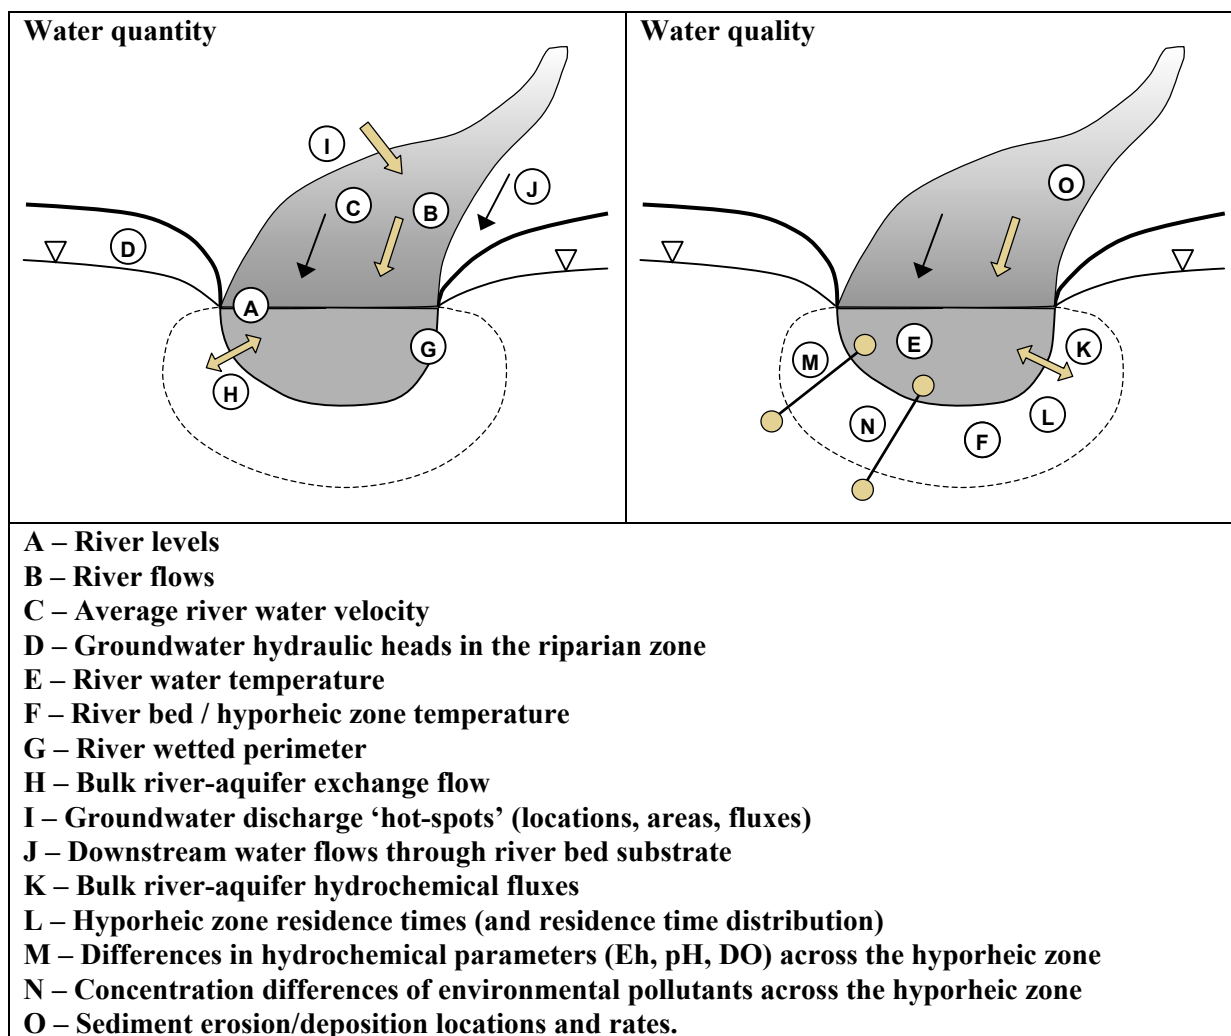 Water quantity
Water quality
I
C
B
J
D
A
G
H
O
E
K
M
L
N
F
A – River levels
B – River flows
C – Average river water velocity
D – Groundwater hydraulic heads in the riparian zone
E – River water temperature
F – River bed / hyporheic zone temperature
G – River wetted perimeter
H – Bulk river-aquifer exchange flow
I – Groundwater discharge ‘hot-spots’ (locations, areas, fluxes)
J – Downstream water flows through river bed substrate
K – Bulk river-aquifer hydrochemical fluxes
L – Hyporheic zone residence times (and residence time distribution)
M – Differences in hydrochemical parameters (Eh, pH, DO) across the hyporheic zone
N – Concentration differences of environmental pollutants across the hyporheic zone
O – Sediment erosion/deposition locations and rates.